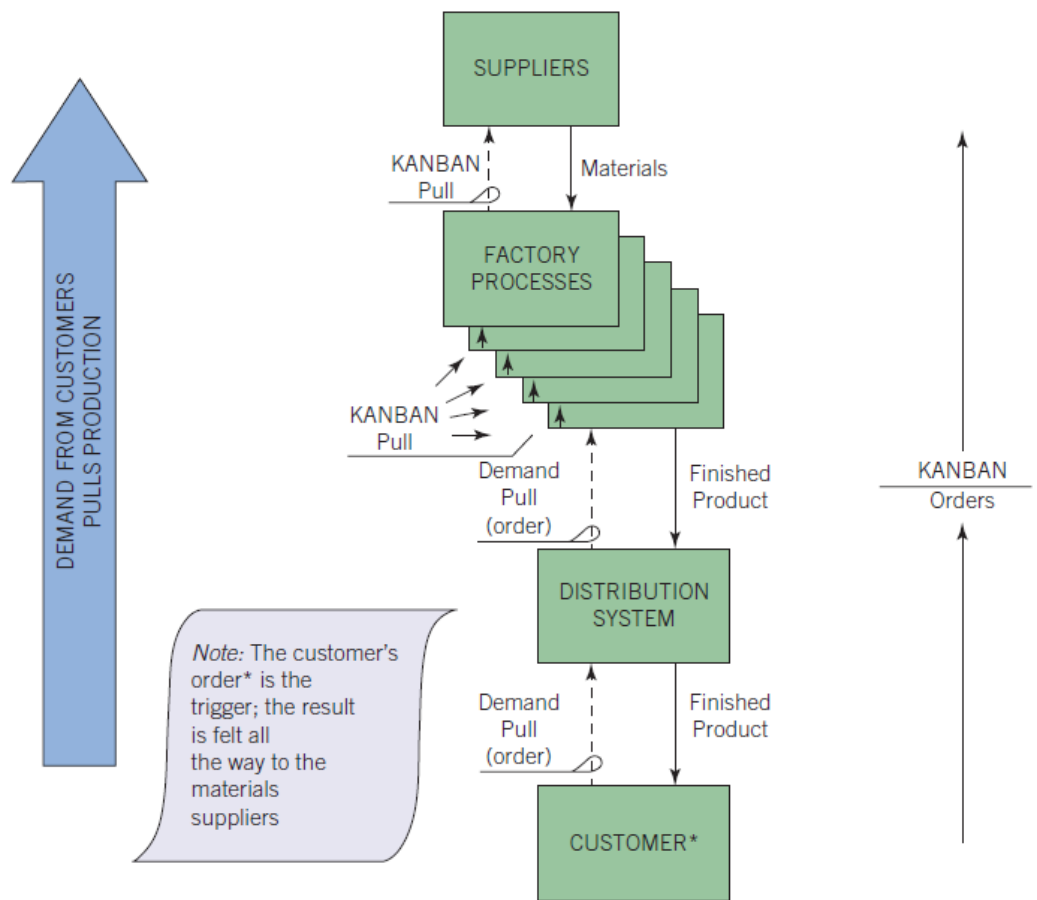 SUPPLIERS
KANBAN
Pull
Materials
FACTORY
PROCESSES
DEMAND FROM CUSTOMERS
PULLS PRODUCTION
KANBAN
Pull
Demand
Pull
(order)
Finished
Product
KANBAN
Orders
DISTRIBUTION
SYSTEM
Note: The customer's
order* is the
trigger; the result
is felt all
the way to the
materials
suppliers
Demand
Pull
(order)
Finished
Product
CUSTOMER*